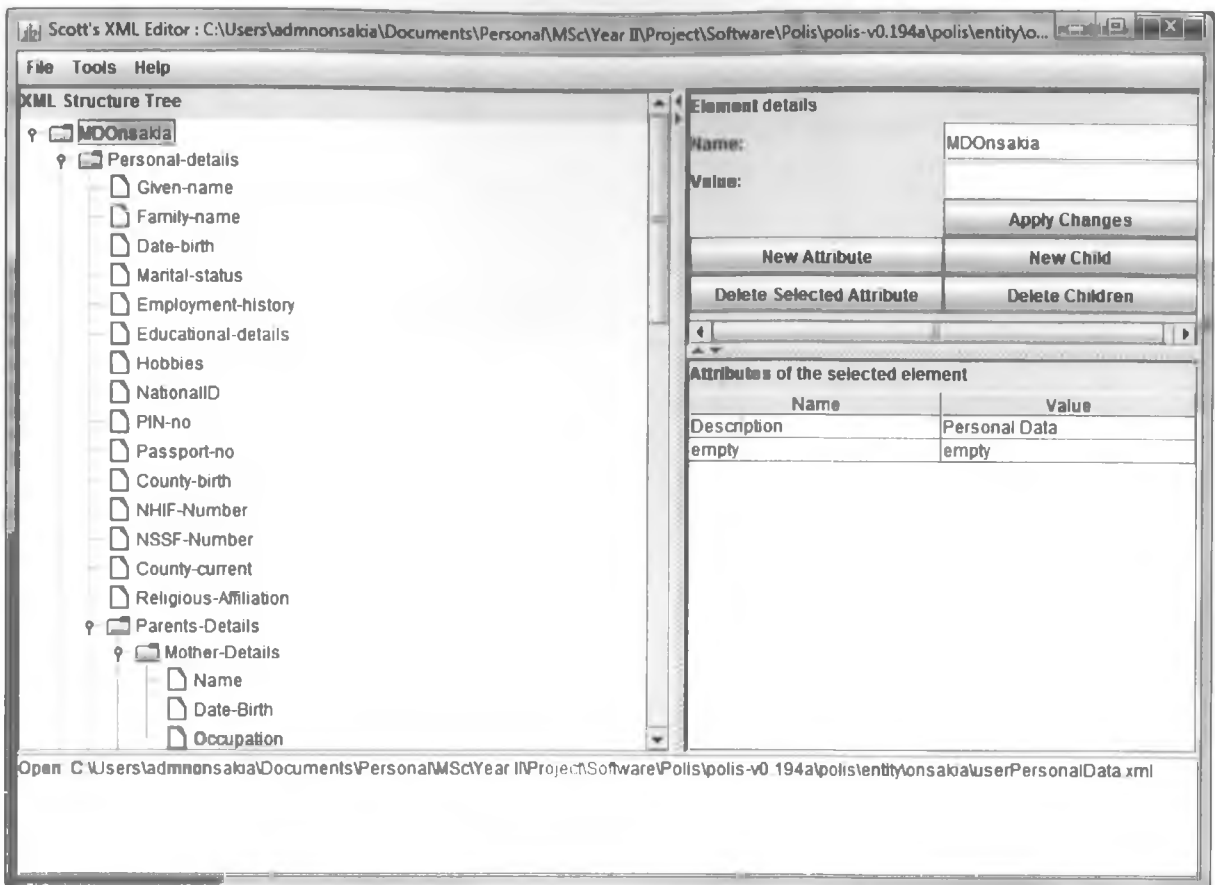 Scott's XML Editor : C:\Users\admnonsakia\Documents\Personal\MSc\Year II\Project\Software\Polis\polis-v0.194a\polis\entity\o...
File Tools Help
XML Structure Tree
MDOnsakia
Personal-details
Given-name
Family-name
Date-birth
Marital-status
Employment-history
Educational-details
Hobbies
NationalID
PIN-no
Passport-no
County-birth
NHIF-Number
NSSF-Number
County-current
Religious-Affiliation
Parents-Details
Mother-Details
Name
Date-Birth
Occupation
Element details
Name: MDOnsakia
Value:
Apply Changes
New Attribute New Child
Delete Selected Attribute Delete Children
Attributes of the selected element
Name Value
Description Personal Data
empty empty
Open C:\Users\admnonsakia\Documents\Personal\MSc\Year II\Project\Software\Polis\polis-v0.194a\polis\entity\onsakia\userPersonalData.xml